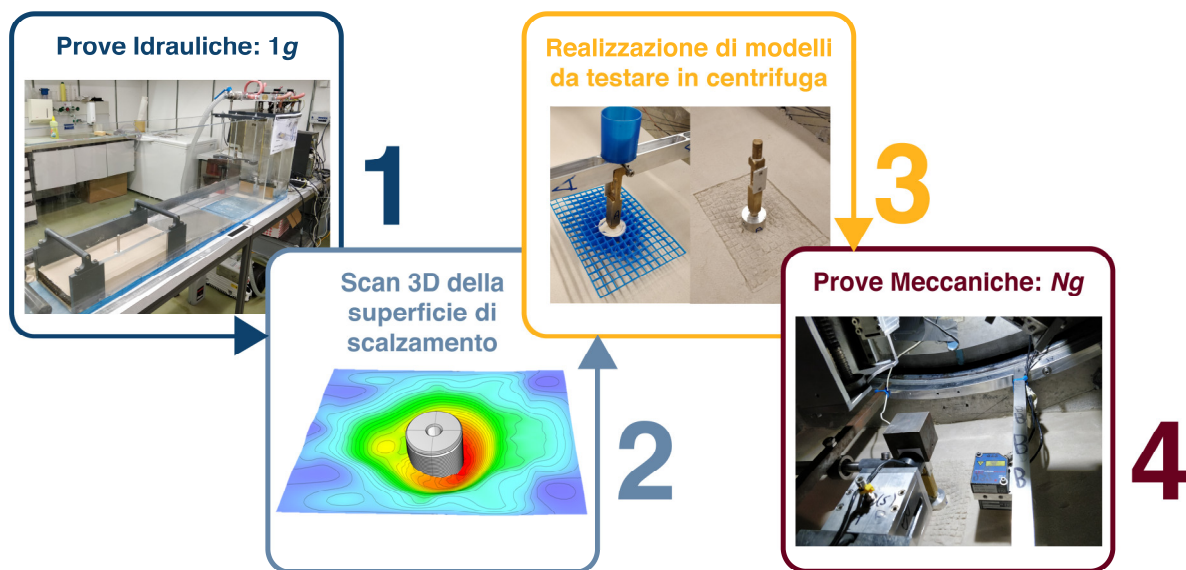 Prove Idrauliche: 1g
1
Scan 3D della
superficie di
scalzamento
2
Realizzazione di modelli
da testare in centrifuga
A
3
Prove Meccaniche: Ng
B
B
B
4